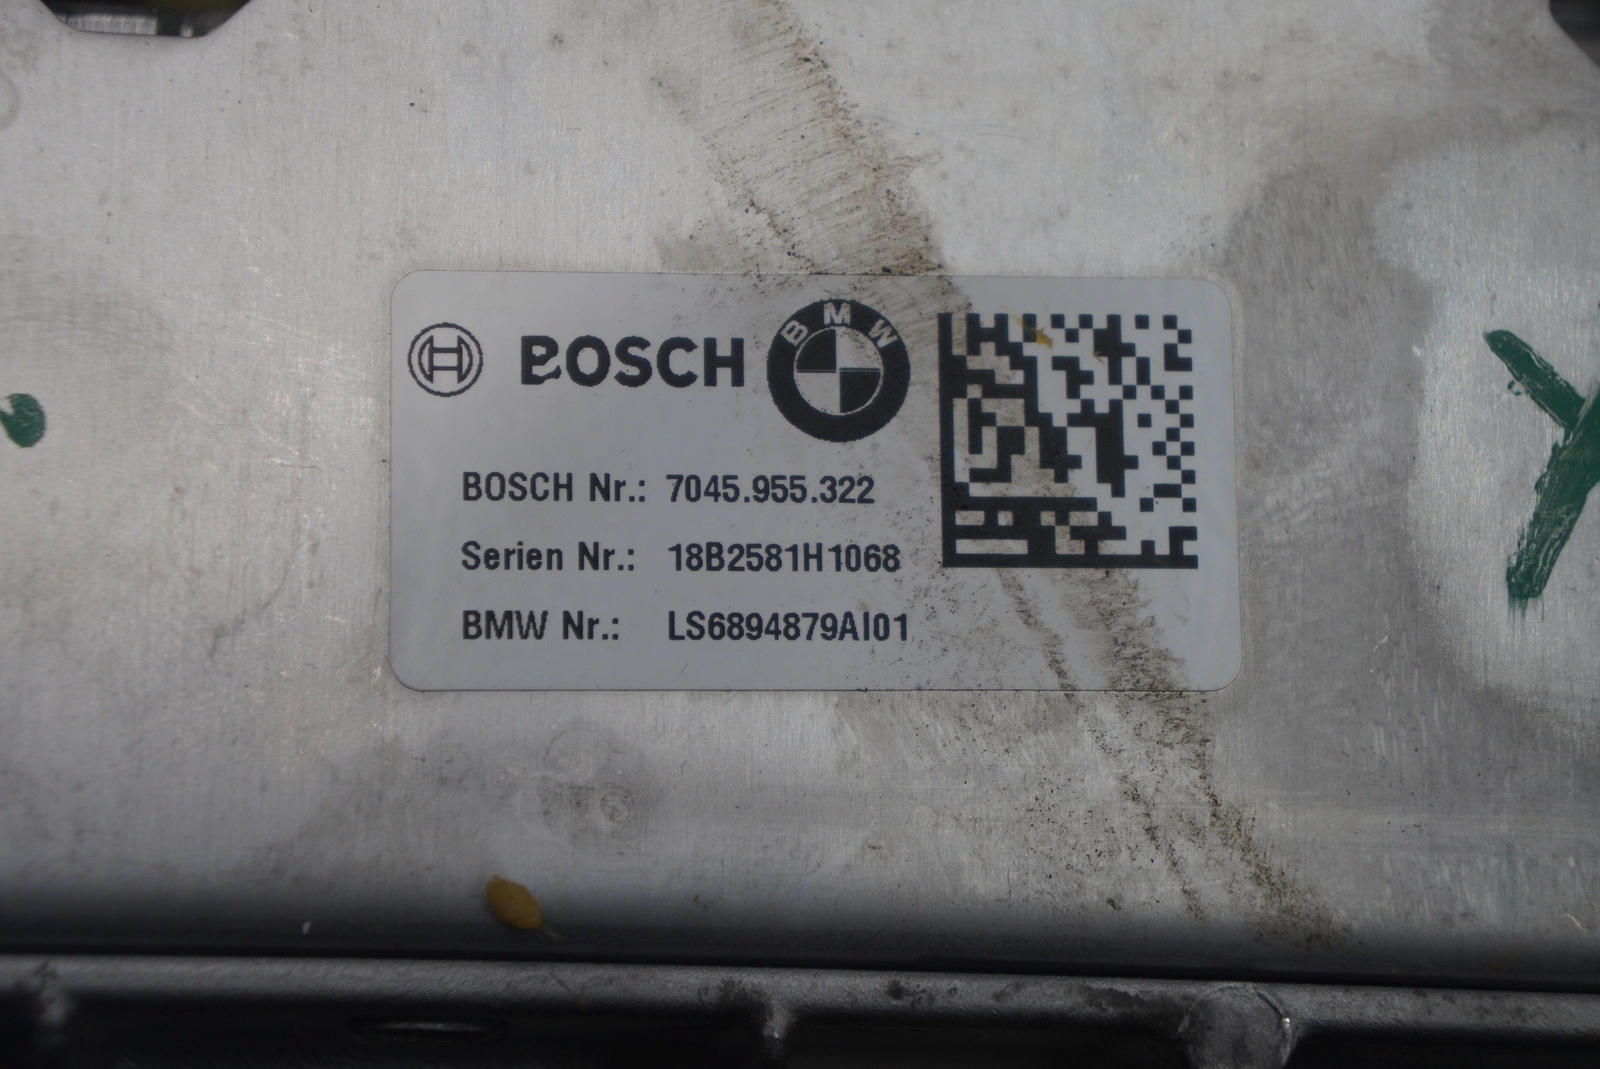 BOSCH
BMW
BOSCH Nr.: 7045.955.322
Serien Nr.: 18B2581H1068
BMW Nr.: LS6894879AI01